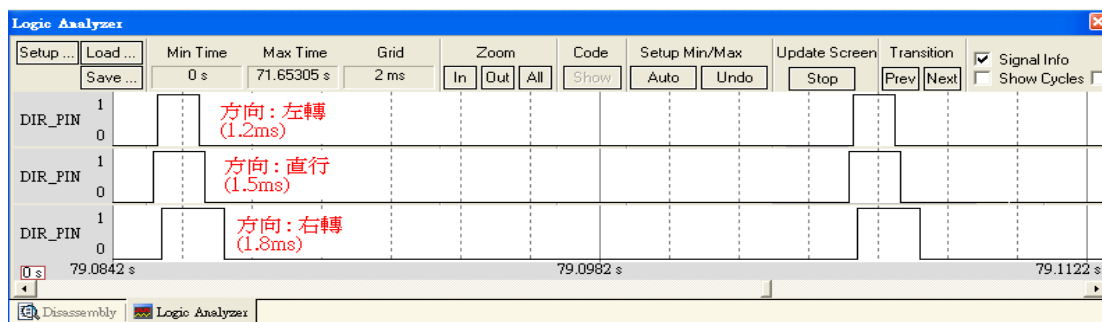 Logic Analyzer
Setup ... Load ... Min Time Max Time Grid Zoom Code Setup Min/Max Update Screen Transition Signal Info
Save ... 0 s 71.65305 s 2 ms In Out All Show Auto Undo Stop Prev Next Show Cycles
1
DIR_PIN
0
方向:左轉
(1.2ms)
1
DIR_PIN
0
方向:直行
(1.5ms)
1
DIR_PIN
0
方向:右轉
(1.8ms)
0 s 79.0842 s 79.0982 s 79.1122 s
Disassembly Logic Analyzer